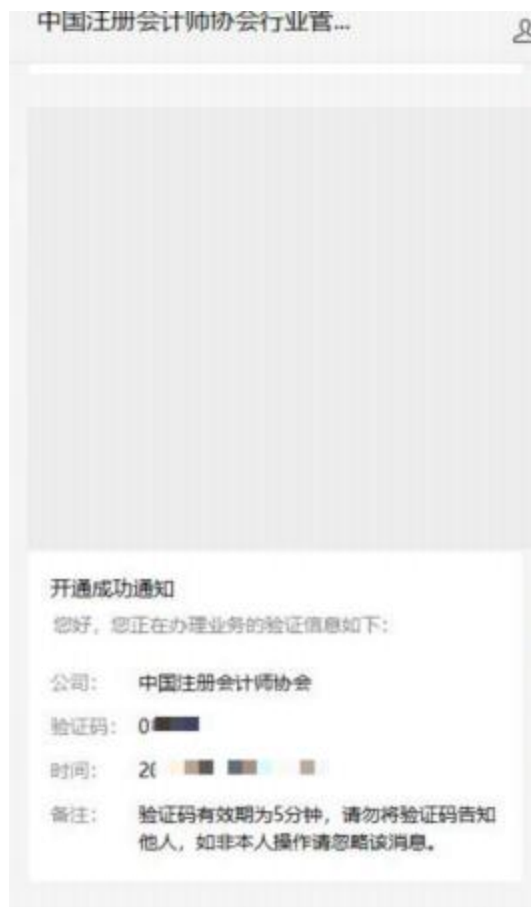 中国注册会计师协会行业管...
开通成功通知
您好，您正在办理业务的验证信息如下：
公司： 中国注册会计师协会
验证码： 0
时间： 20
备注： 验证码有效期为5分钟，请勿将验证码告知
他人，如非本人操作请忽略该消息。